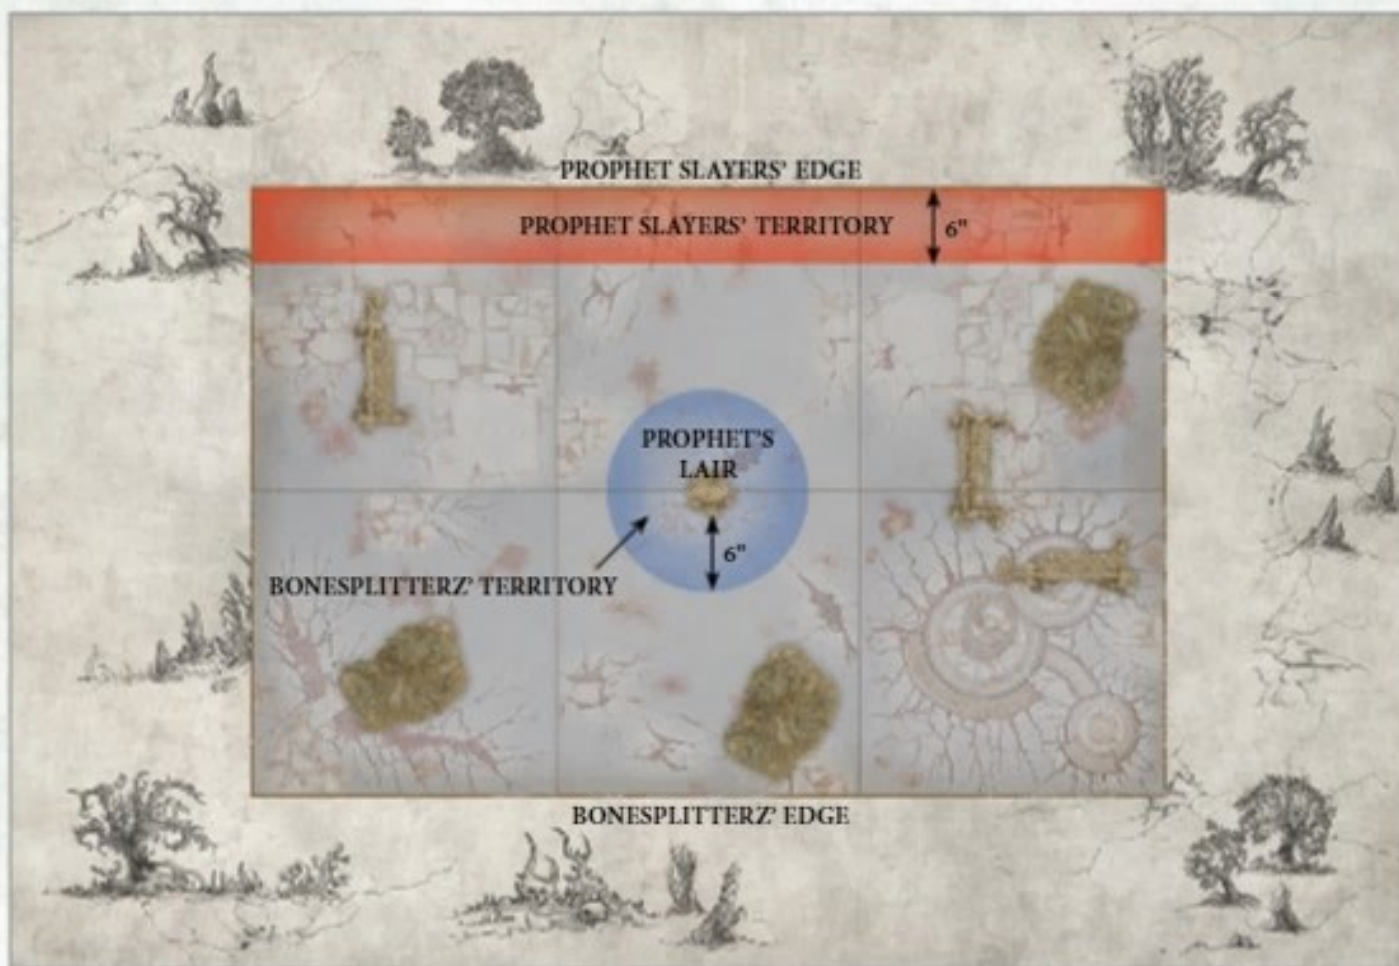 PROPHET SLAYERS' EDGE
PROPHET SLAYERS' TERRITORY
6"
PROPHET'S
LAIR
6"
BONESPLITTERZ' TERRITORY
BONESPLITTERZ' EDGE